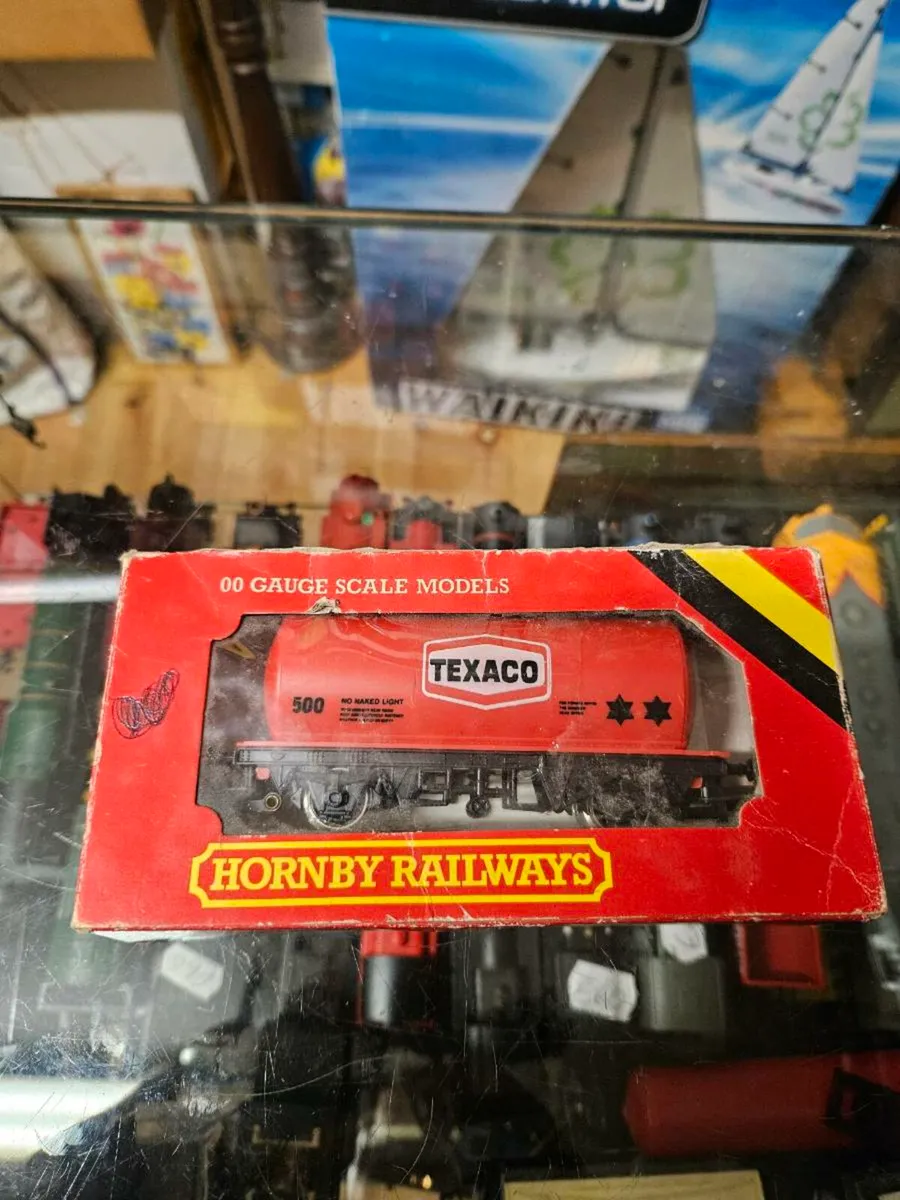 WAIKIKI
00 GAUGE SCALE MODELS
TEXACO
500
NO NAKED LIGHT
HORNBY RAILWAYS